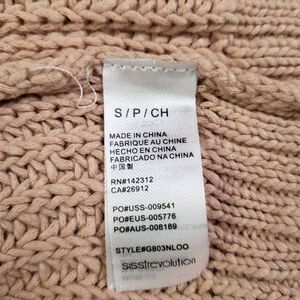 S/P/CH
MADE IN CHINA
FABRIQUE AU CHINE
HECHO EN CHINA
FABRICADO NA CHINA
中国製
RN#142312
CA#26912
PO#USS-009541
PO#EUS-005776
PO#AUS-008189
STYLE#G803NLOO
sisstrevolution